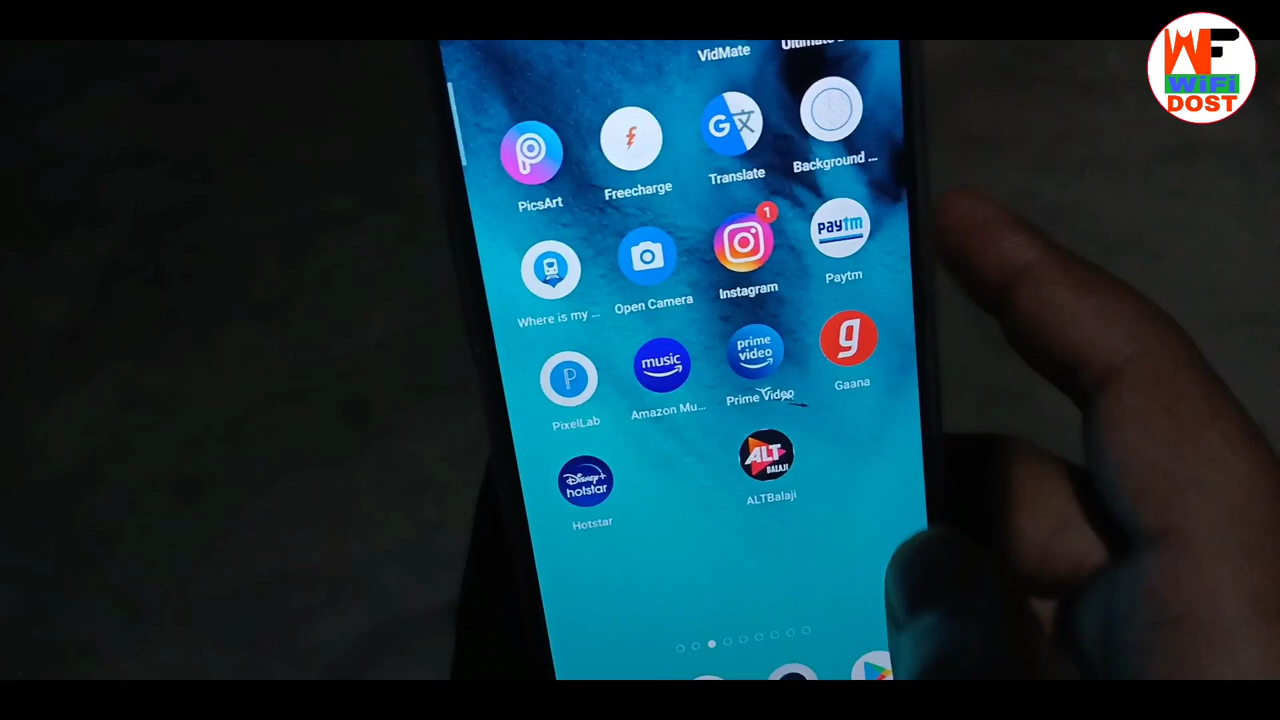 VidMate
WF
WiFi
DOST
PicsArt
Freecharge
G
Translate
Background ...
Where is my ...
Open Camera
1
Instagram
paytm
Paytm
P
PixelLab
music
Amazon Mu...
prime
video
Prime Video
g
Gaana
Disney+
hotstar
Hotstar
ALT
BALAJI
ALTBalaji